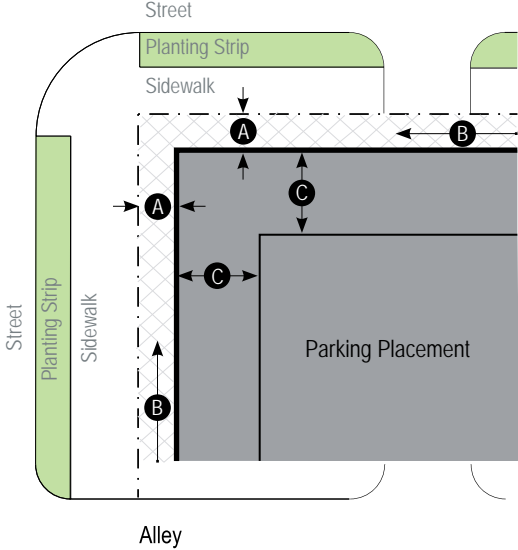 Street
Planting Strip
Sidewalk
A
B
A
C
C
Street
Planting Strip
Sidewalk
Parking Placement
B
Alley